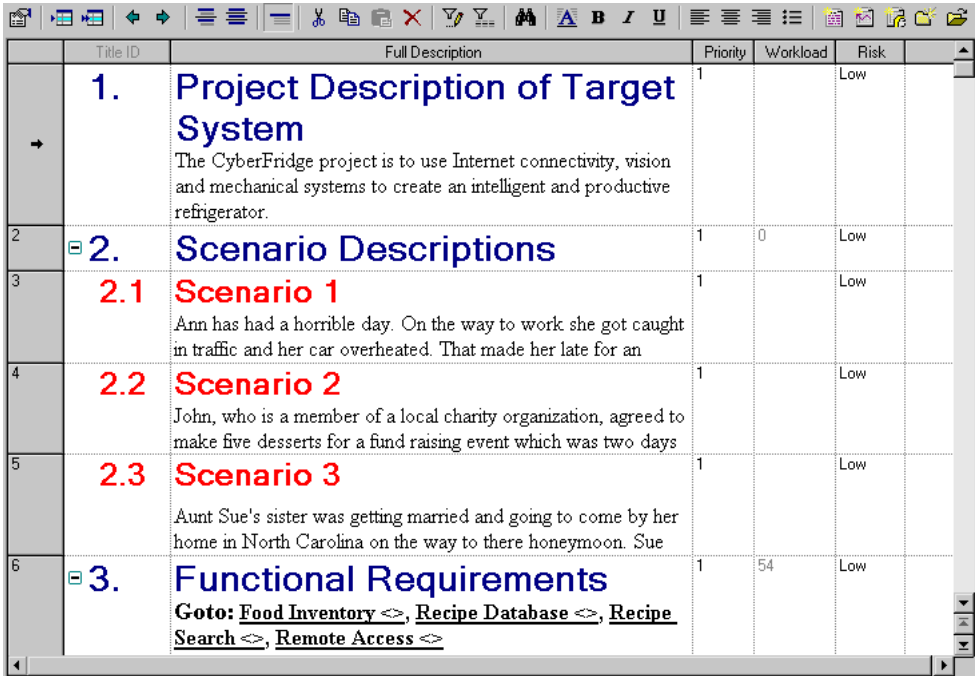 Title ID Full Description Priority Workload Risk
1. Project Description of Target 1 Low
System
The CyberFridge project is to use Internet connectivity, vision
and mechanical systems to create an intelligent and productive
refrigerator.
2 2. Scenario Descriptions 1 0 Low
3 2.1 Scenario 1 1 Low
Ann has had a horrible day. On the way to work she got caught
in traffic and her car overheated. That made her late for an
4 2.2 Scenario 2 1 Low
John, who is a member of a local charity organization, agreed to
make five desserts for a fund raising event which was two days
5 2.3 Scenario 3 1 Low
Aunt Sue's sister was getting married and going to come by her
home in North Carolina on the way to there honeymoon. Sue
6 3. Functional Requirements 1 54 Low
Goto: Food Inventory <>, Recipe Database <>, Recipe
Search <>, Remote Access <>